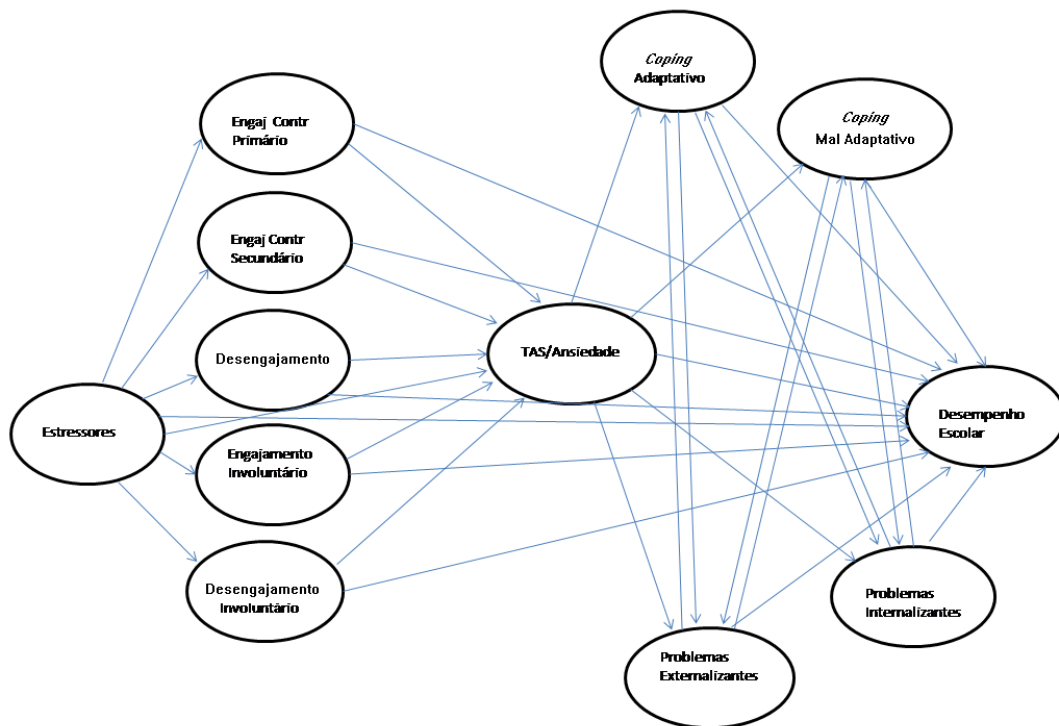 Coping
Adaptativo
Coping
Mal Adaptativo
Engaj Contr
Primário
Engaj Contr
Secundário
Desengajamento
TAS/Ansiedade
Estressores
Engajamento
Involuntário
Desempenho
Escolar
Desengajamento
Involuntário
Problemas
Internalizantes
Problemas
Externalizantes